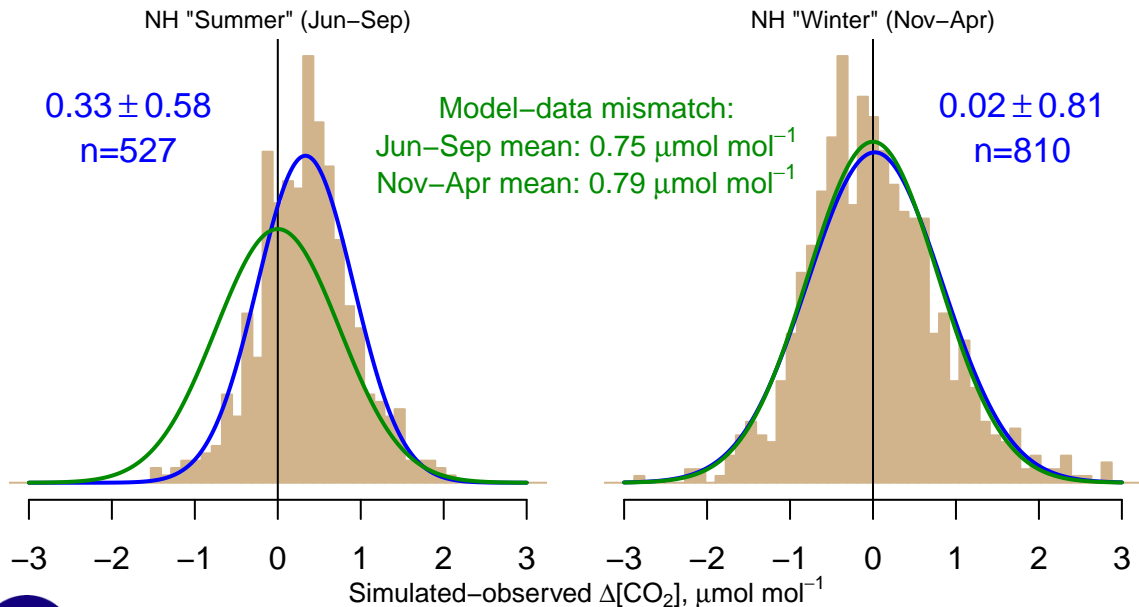 NH "Summer" (Jun−Sep)
NH "Winter" (Nov−Apr)
0.33 ± 0.58
n=527
Model−data mismatch:
Jun−Sep mean: 0.75 μmol mol⁻¹
Nov−Apr mean: 0.79 μmol mol⁻¹
0.02 ± 0.81
n=810
−3 −2 −1 0 1 2 3
−3 −2 −1 0 1 2 3
Simulated−observed Δ[CO₂], μmol mol⁻¹